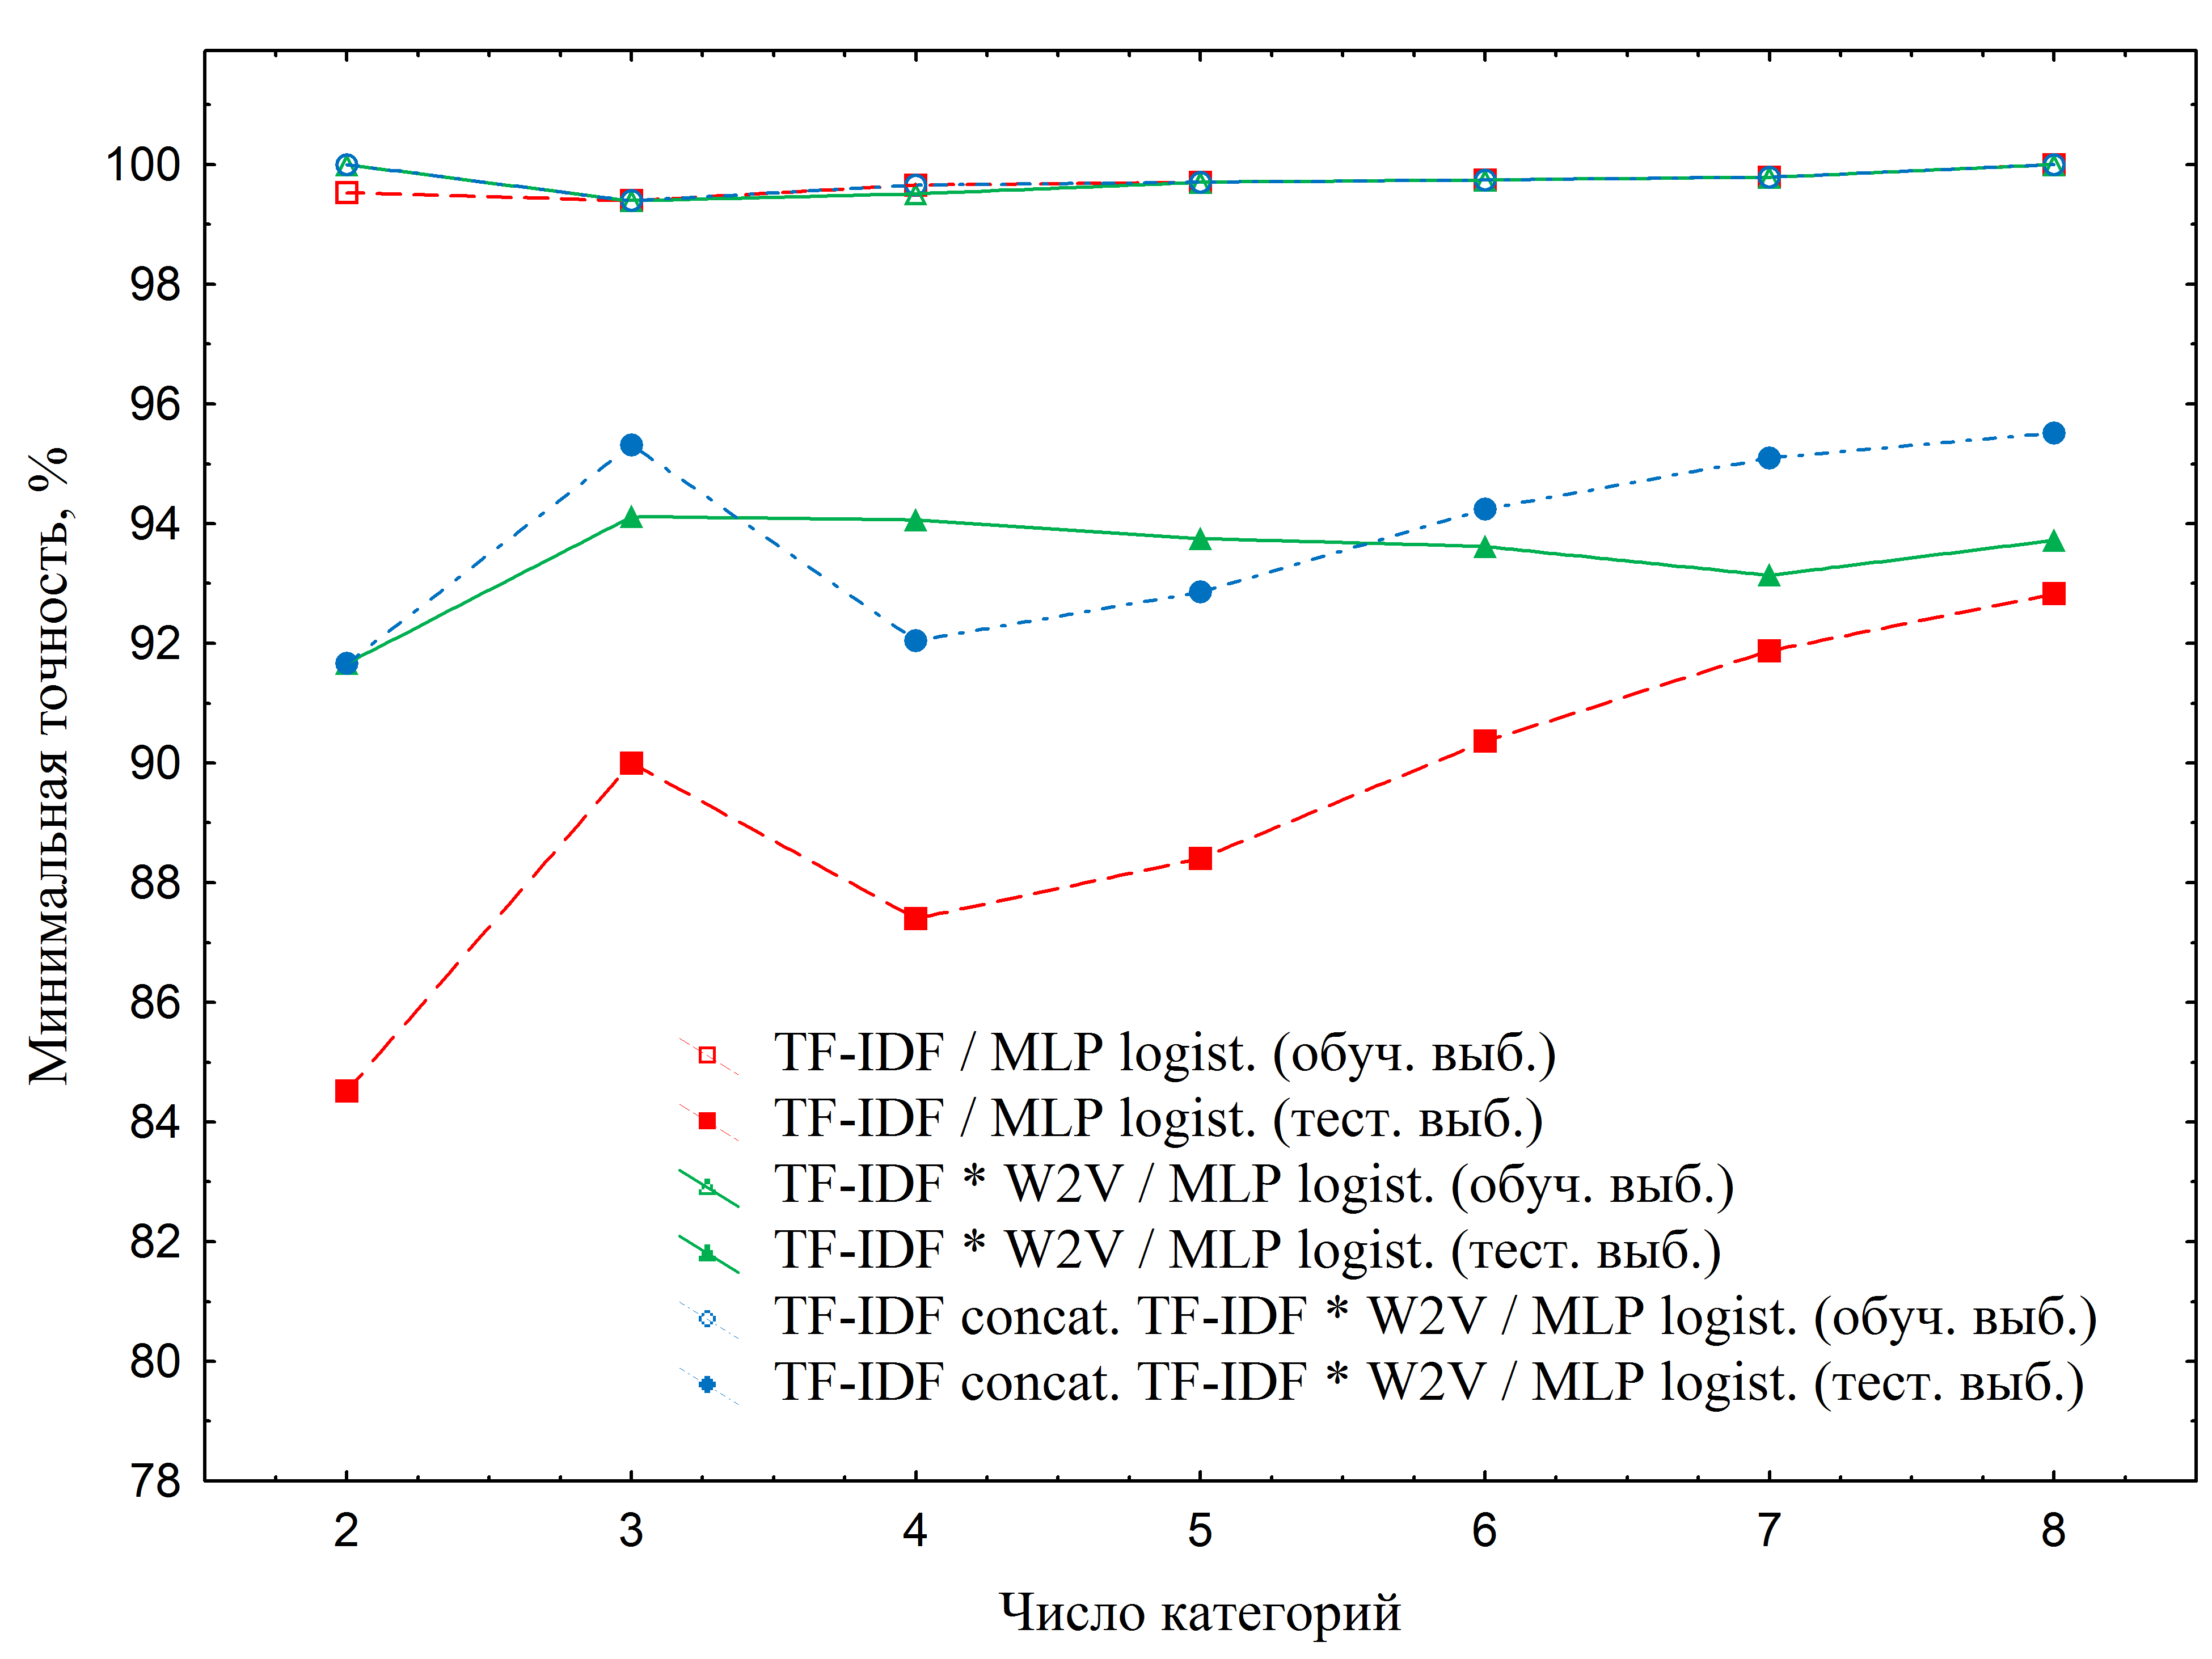 Минимальная точность, %
100
98
96
94
92
90
88
86
84
82
80
78
TF-IDF / MLP logist. (обуч. выб.)
TF-IDF / MLP logist. (тест. выб.)
TF-IDF * W2V / MLP logist. (обуч. выб.)
TF-IDF * W2V / MLP logist. (тест. выб.)
TF-IDF concat. TF-IDF * W2V / MLP logist. (обуч. выб.)
TF-IDF concat. TF-IDF * W2V / MLP logist. (тест. выб.)
2 3 4 5 6 7 8
Число категорий